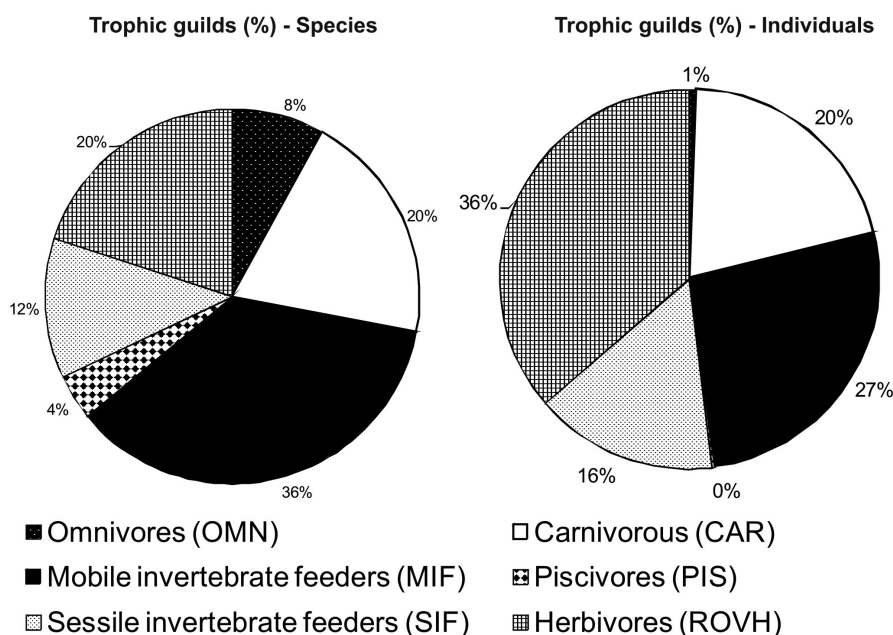 Trophic guilds (%) - Species
8%
20%
36%
4%
12%
20%
Trophic guilds (%) - Individuals
1%
20%
27%
0%
16%
36%
Omnivores (OMN)
Carnivorous (CAR)
Mobile invertebrate feeders (MIF)
Piscivores (PIS)
Sessile invertebrate feeders (SIF)
Herbivores (ROVH)